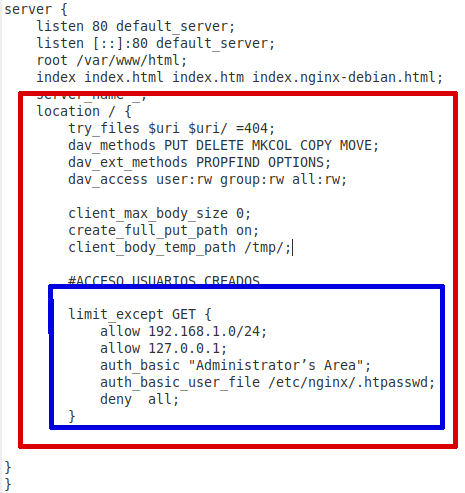 server {
listen 80 default_server;
listen [::]:80 default_server;
root /var/www/html;
index index.html index.htm index.nginx-debian.html;
server_name _;
location / {
try_files $uri $uri/ =404;
dav_methods PUT DELETE MKCOL COPY MOVE;
dav_ext_methods PROPFIND OPTIONS;
dav_access user:rw group:rw all:rw;
client_max_body_size 0;
create_full_put_path on;
client_body_temp_path /tmp/;
#ACCESO USUARIOS CREADOS
limit_except GET {
allow 192.168.1.0/24;
allow 127.0.0.1;
auth_basic "Administrator’s Area";
auth_basic_user_file /etc/nginx/.htpasswd;
deny  all;
}
}
}